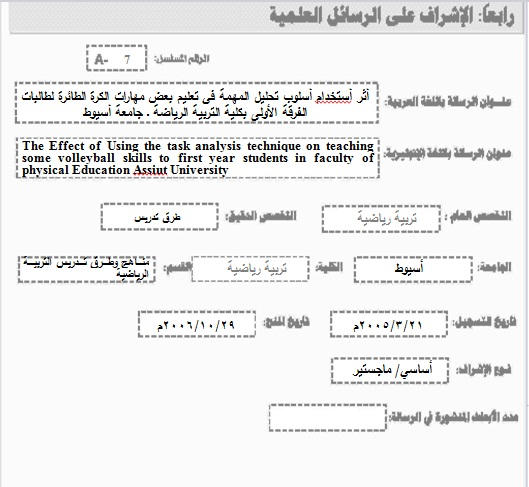 رابعاً: الإشراف على الرسائل العلمية
الرقم المسلسل: A- 7
عنوان الرسالة باللغة العربية: أثر أستخدام أسلوب تحليل المهمة فى تعليم بعض مهارات الكرة الطائرة لطالبات
الفرقة الأولى بكلية التربية الرياضة . جامعة أسيوط
The Effect of Using the task analysis technique on teaching
عنوان الرسالة باللغة الإنجليزية: some volleyball skills to first year students in faculty of
physical Education Assiut University
التخصص العام: تربية رياضية التخصص الدقيق: طرق تدريس
الجامعة: أسيوط الكلية: تربية رياضية القسم: مناهج وطرق تدريس التربية
الرياضية
تاريخ التسجيل: ٢٠٠٥/٣/٢١م تاريخ المنح: ٢٠٠٦/١٠/٢٩م
نوع الإشراف: أساسي/ ماجستير
عدد الأبحاث المنشورة في الرسالة: